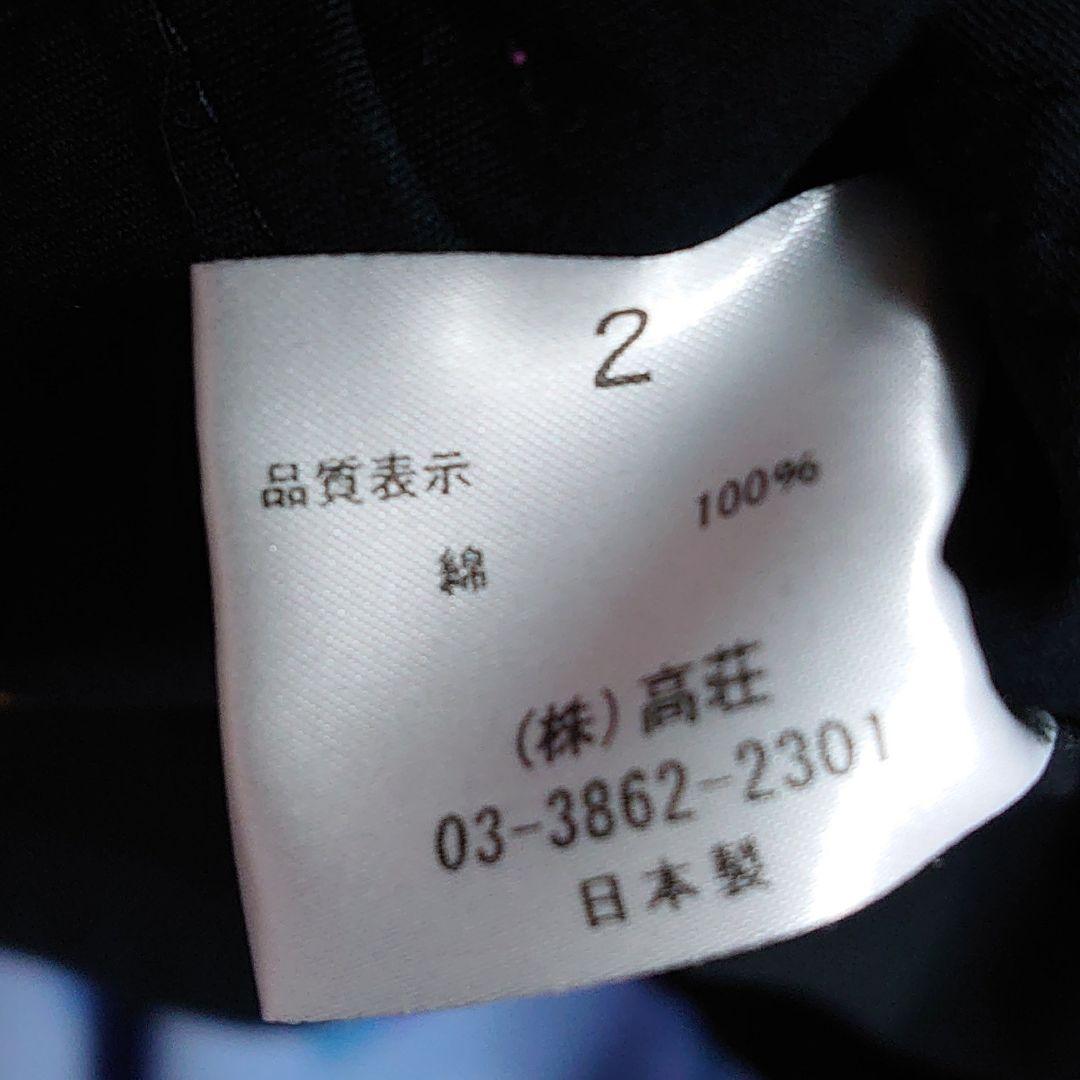 2
品質表示
綿 100%
(株)高荘
03-3862-2301
日本製